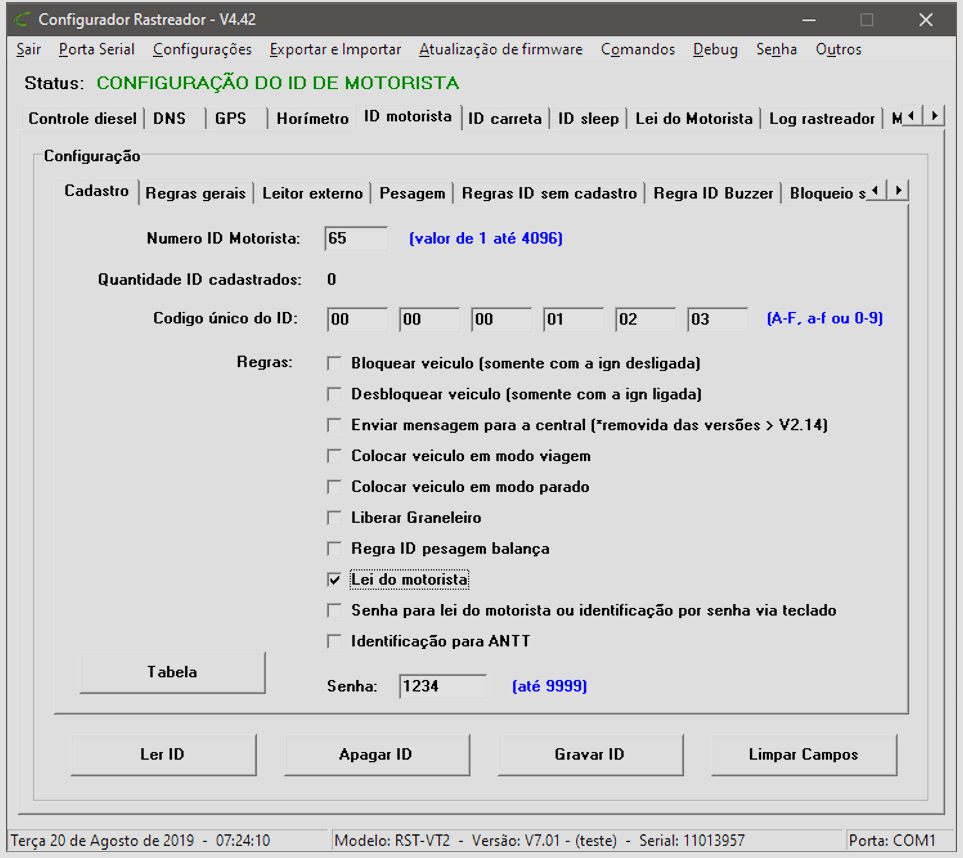 Configurador Rastreador - V4.42
Sair Porta Serial Configurações Exportar e Importar Atualização de firmware Comandos Debug Senha Outros
Status: CONFIGURAÇÃO DO ID DE MOTORISTA
Controle diesel DNS GPS Horímetro ID motorista ID carreta ID sleep Lei do Motorista Log rastreador M
Configuração
Cadastro Regras gerais Leitor externo Pesagem Regras ID sem cadastro Regra ID Buzzer Bloqueio s
Numero ID Motorista: 65 (valor de 1 até 4096)
Quantidade ID cadastrados: 0
Codigo único do ID: 00 00 00 01 02 03 (A-F, a-f ou 0-9)
Regras: Bloquear veiculo (somente com a ign desligada)
Desbloquear veiculo (somente com a ign ligada)
Enviar mensagem para a central (*removida das versões > V2.14)
Colocar veiculo em modo viagem
Colocar veiculo em modo parado
Liberar Graneleiro
Regra ID pesagem balança
Lei do motorista
Senha para lei do motorista ou identificação por senha via teclado
Identificação para ANTT
Tabela
Senha: 1234 (até 9999)
Ler ID Apagar ID Gravar ID Limpar Campos
Terça 20 de Agosto de 2019 - 07:24:10 Modelo: RST-VT2 - Versão: V7.01 - (teste) - Serial: 11013957 Porta: COM1